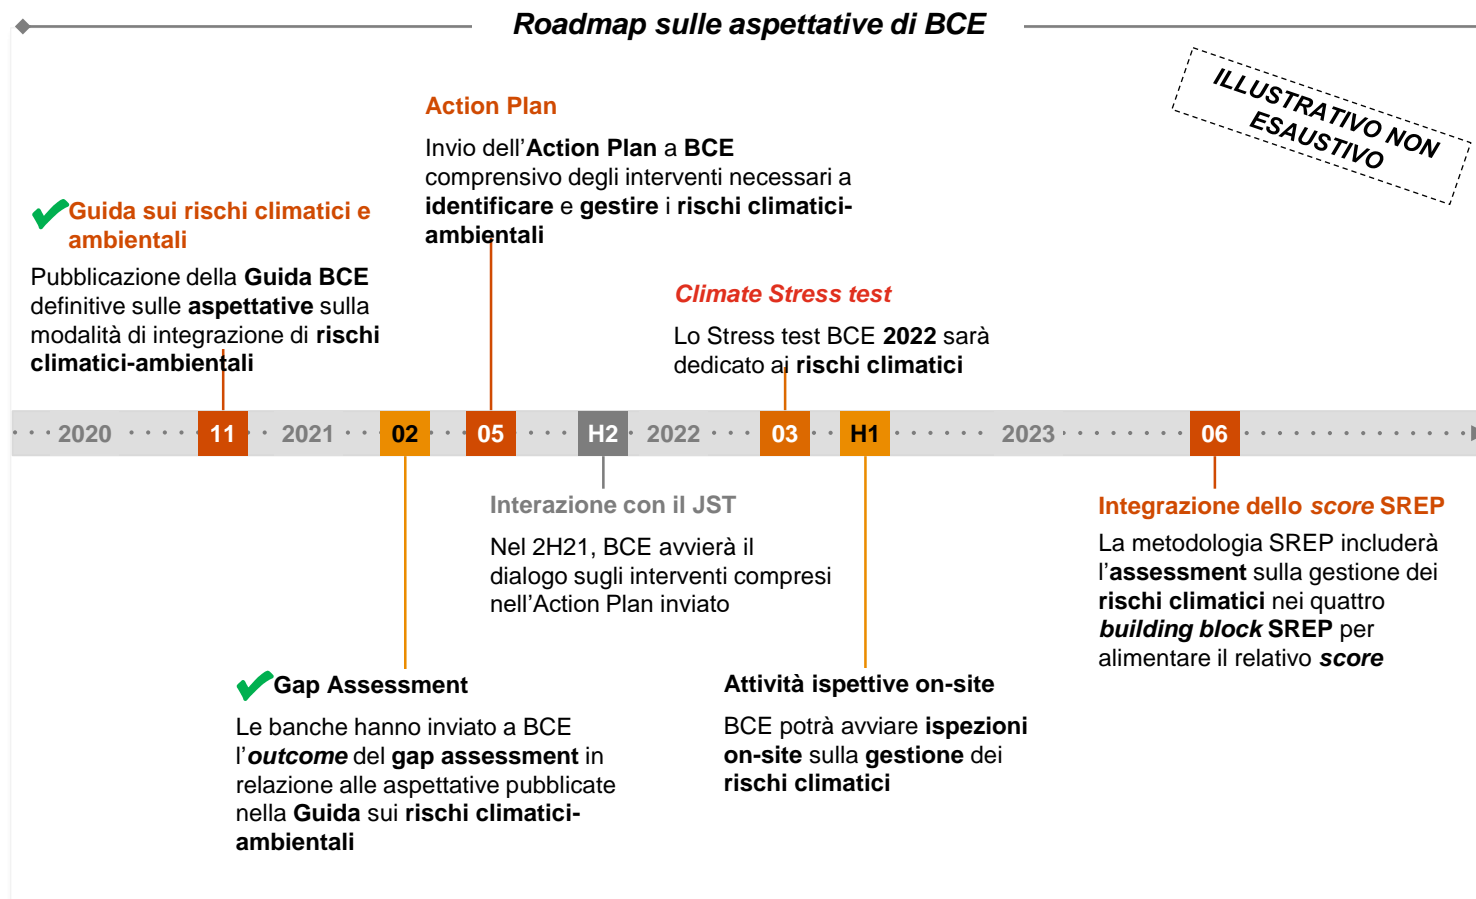 Roadmap sulle aspettative di BCE
ILLUSTRATIVO NON
ESAUSTIVO
Action Plan
Invio dell'Action Plan a BCE
comprensivo degli interventi necessari a
identificare e gestire i rischi climatici-
ambientali
Guida sui rischi climatici e
ambientali
Pubblicazione della Guida BCE
definitive sulle aspettative sulla
modalità di integrazione di rischi
climatici-ambientali
Climate Stress test
Lo Stress test BCE 2022 sarà
dedicato ai rischi climatici
2020 11 2021 02 05 H2 2022 03 H1 2023 06
Interazione con il JST
Nel 2H21, BCE avvierà il
dialogo sugli interventi compresi
nell'Action Plan inviato
Integrazione dello score SREP
La metodologia SREP includerà
l'assessment sulla gestione dei
rischi climatici nei quattro
building block SREP per
alimentare il relativo score
Gap Assessment
Le banche hanno inviato a BCE
l'outcome del gap assessment in
relazione alle aspettative pubblicate
nella Guida sui rischi climatici-
ambientali
Attività ispettive on-site
BCE potrà avviare ispezioni
on-site sulla gestione dei
rischi climatici